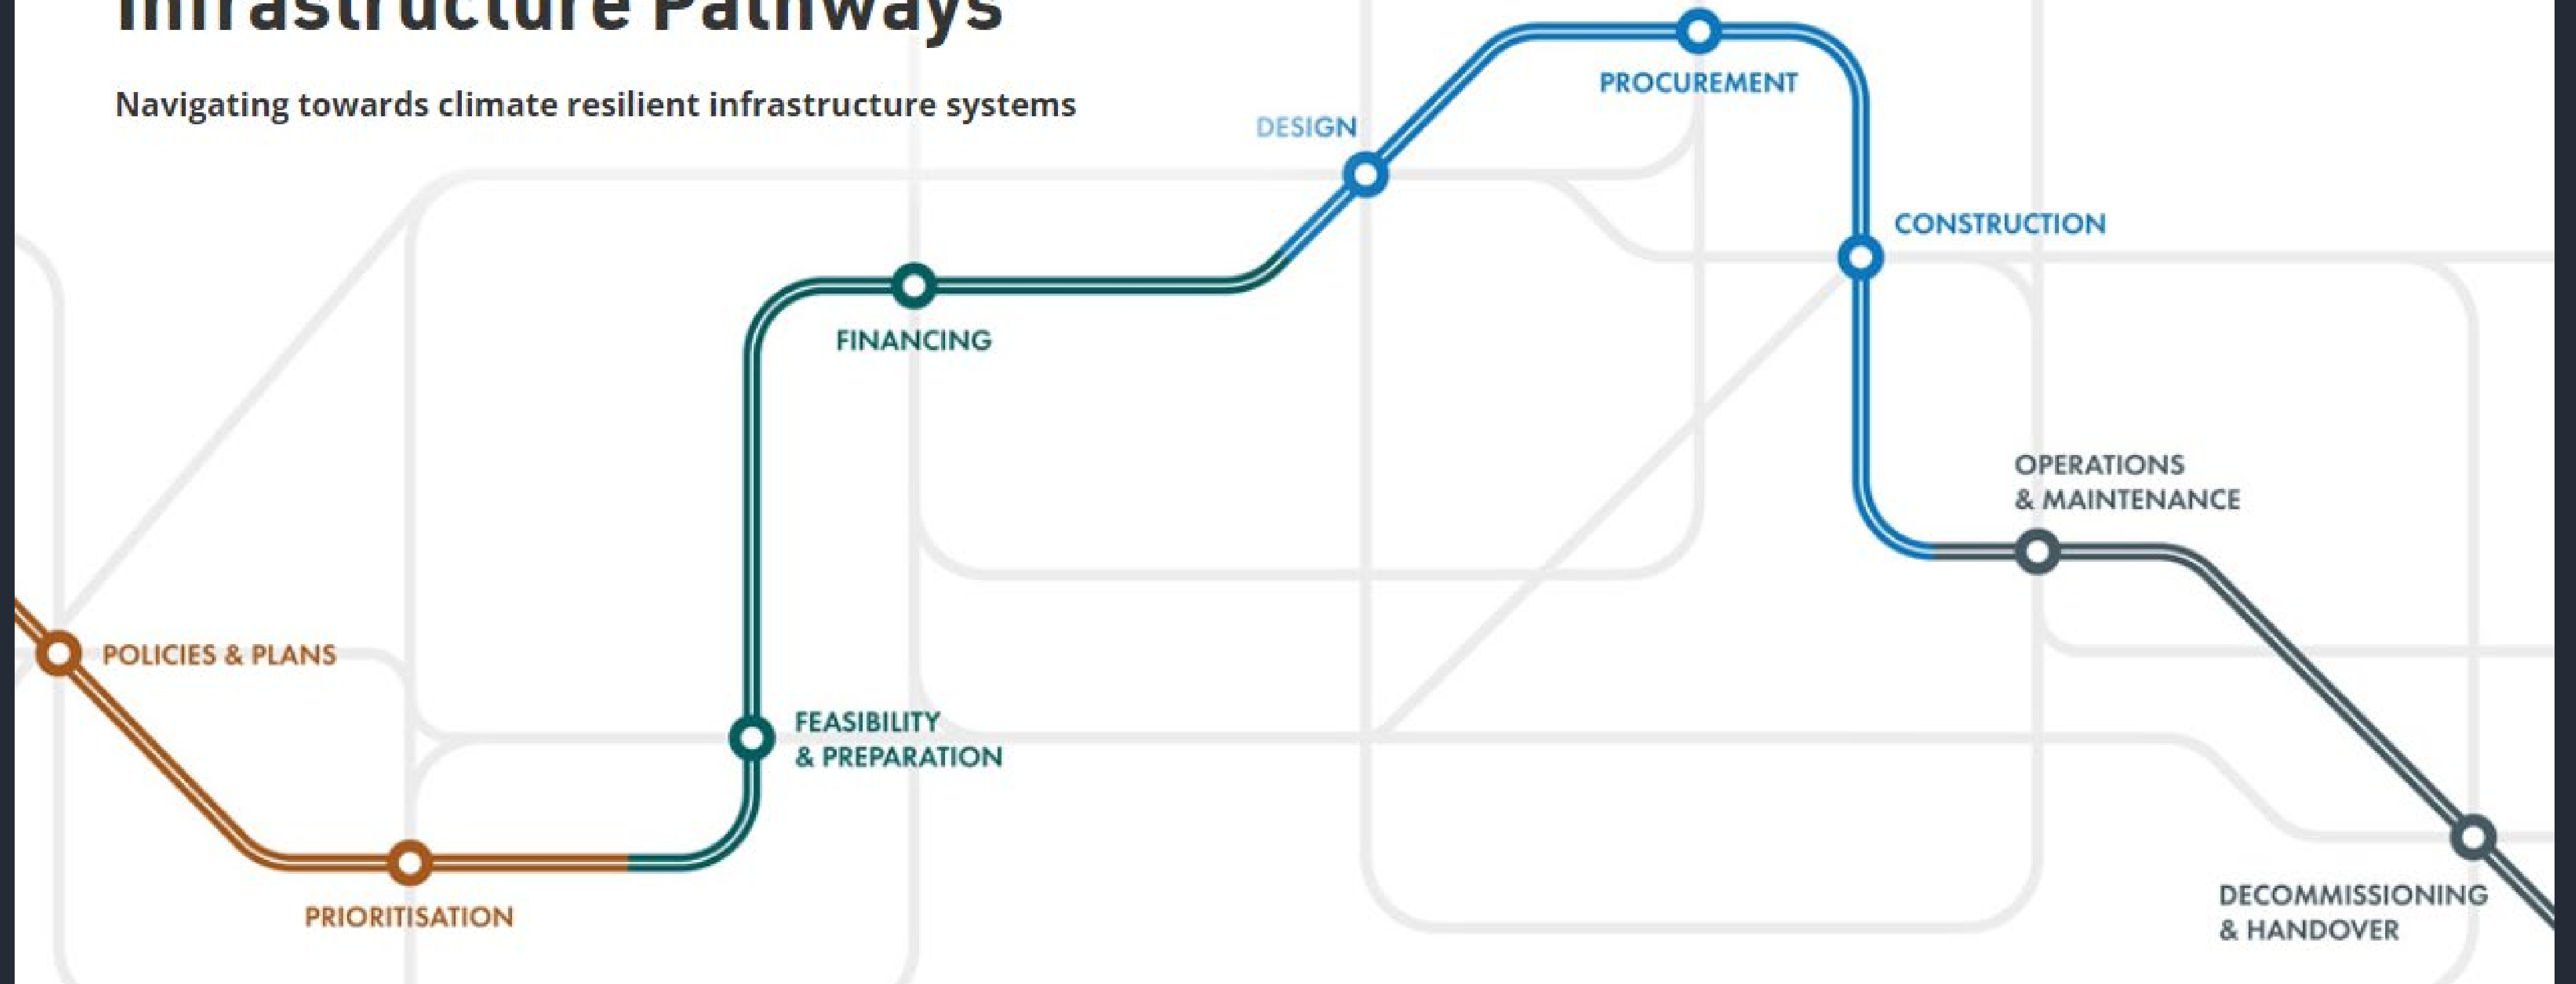 Infrastructure Pathways
Navigating towards climate resilient infrastructure systems
PROCUREMENT
DESIGN
CONSTRUCTION
FINANCING
OPERATIONS
& MAINTENANCE
POLICIES & PLANS
FEASIBILITY
& PREPARATION
PRIORITISATION
DECOMMISSIONING
& HANDOVER